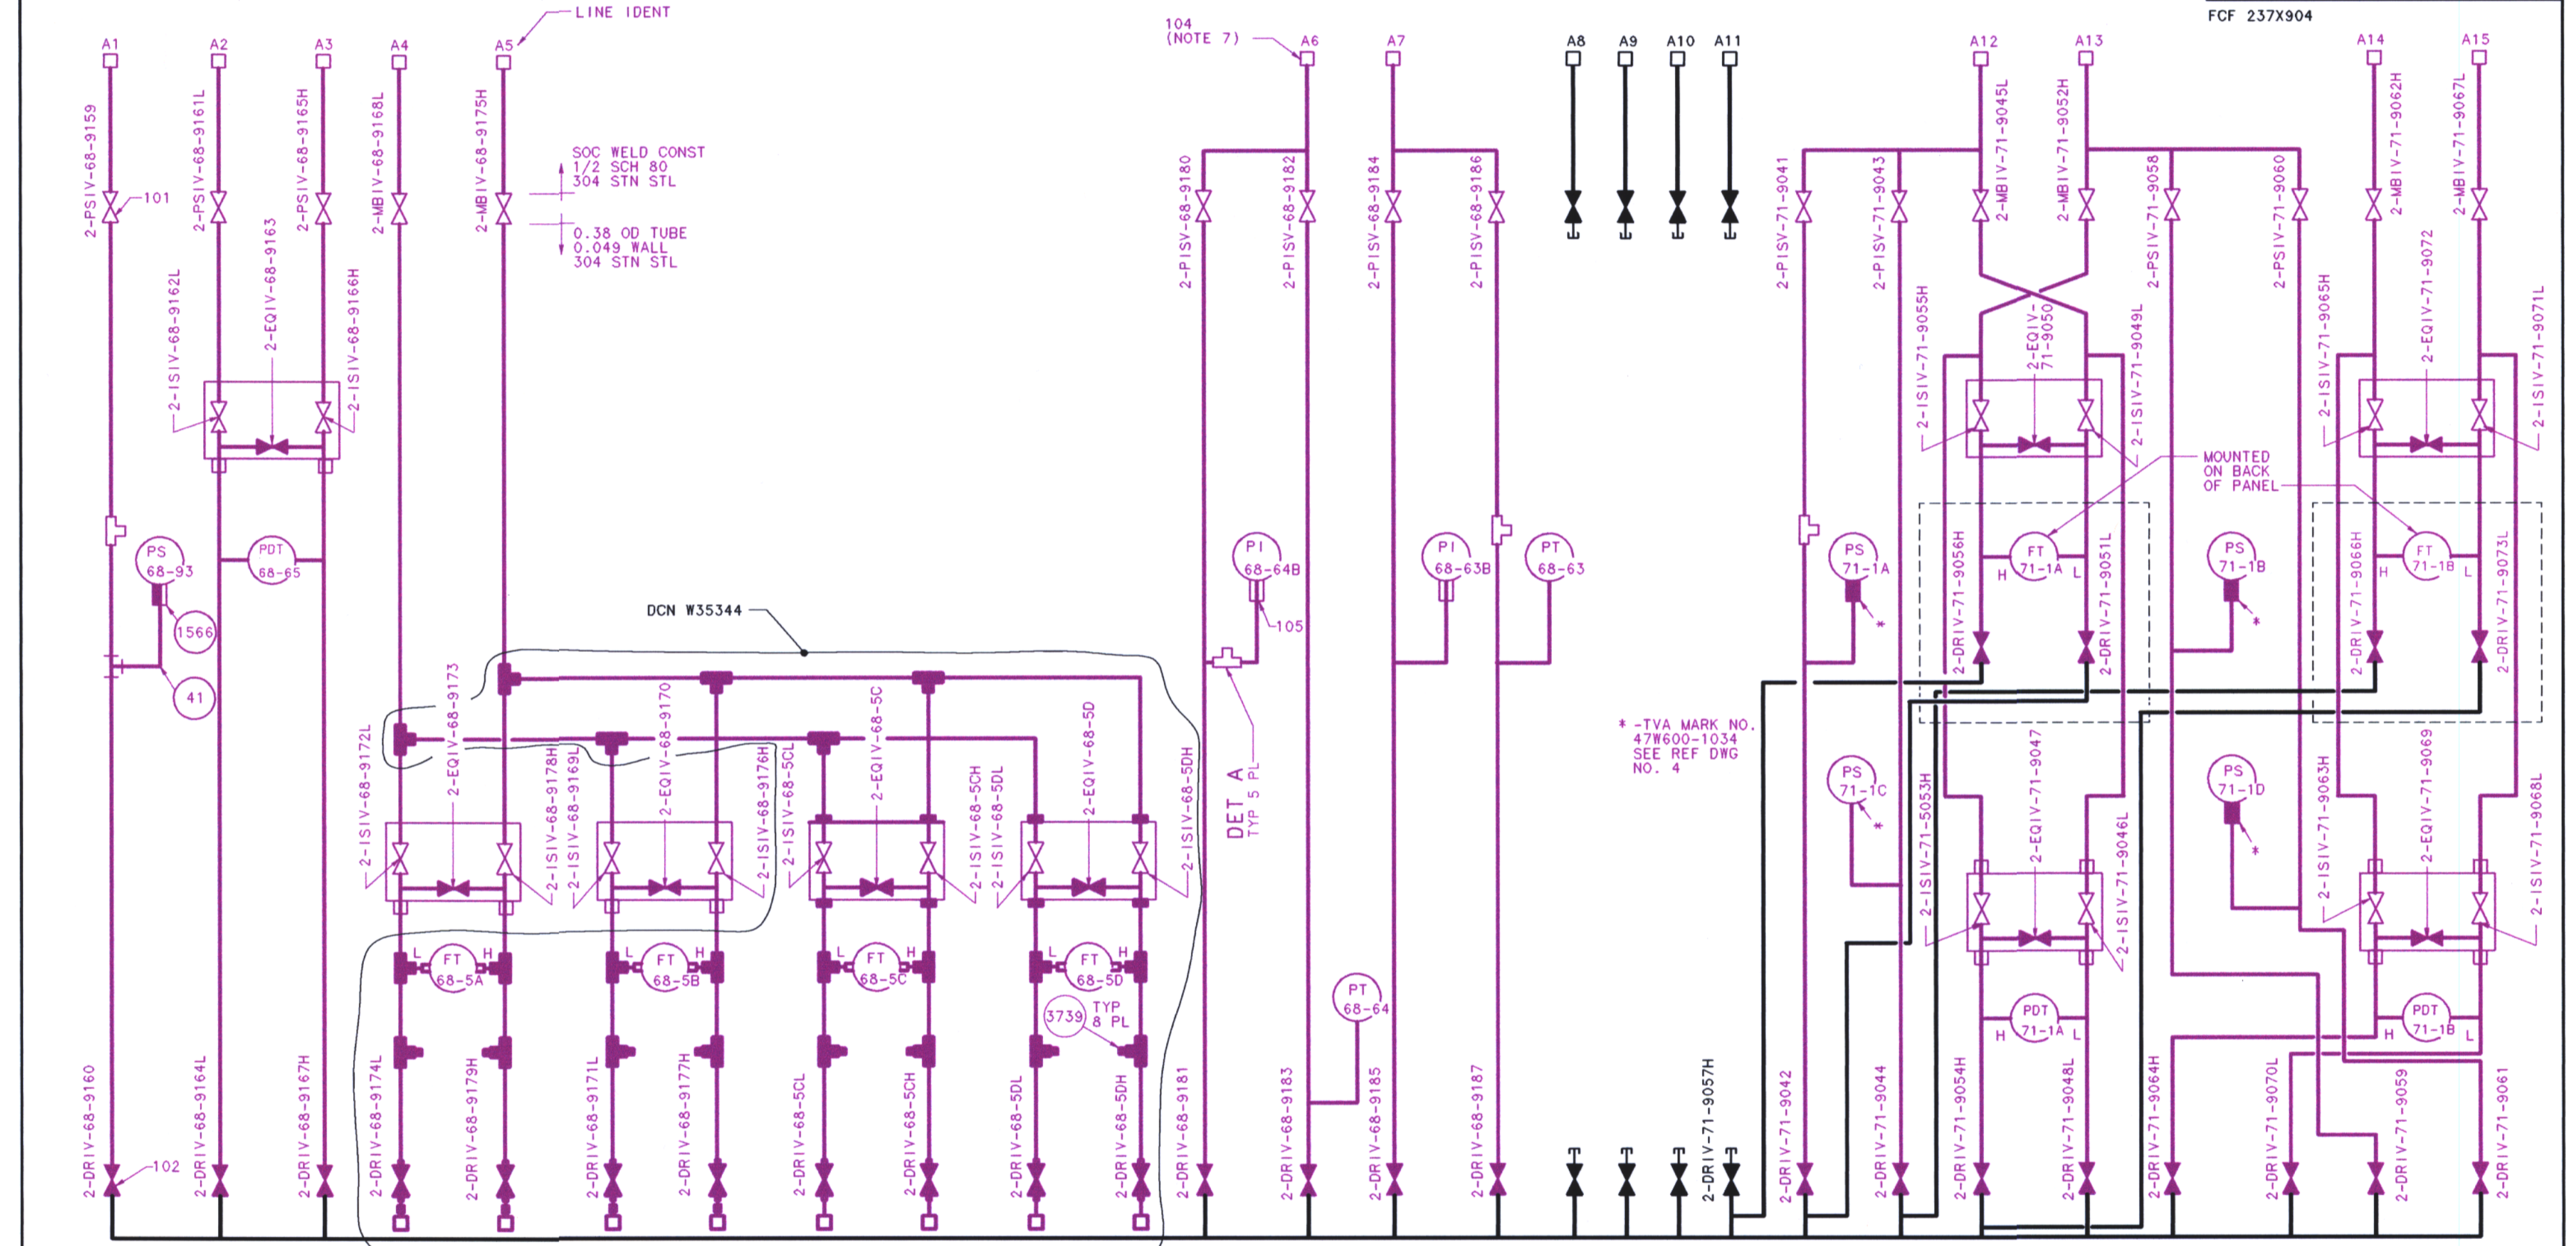 LINE IDENT
FCF 237X904
A1
A2
A3
A4
A5
104
(NOTE 7)
A6
A7
A8
A9
A10
A11
A12
A13
A14
A15
2-PSIV-68-9159
2-PSIV-68-9161L
2-PSIV-68-9165H
2-MBIV-68-9168L
2-MBIV-68-9175H
SOC WELD CONST
1/2 SCH 80
304 STN STL
0.38 OD TUBE
0.049 WALL
304 STN STL
101
2-PISV-68-9180
2-PISV-68-9182
2-PISV-68-9184
2-PISV-68-9186
2-PISV-71-9041
2-PISV-71-9043
2-MBIV-71-9045L
2-MBIV-71-9052H
2-PSIV-71-9058
2-PSIV-71-9060
2-MBIV-71-9062H
2-MBIV-71-9067L
2-ISIV-68-9162L
2-EQIV-68-9163
2-ISIV-68-9166H
2-ISIV-71-9055H
2-EQIV-
71-9050
2-ISIV-71-9049L
2-ISIV-71-9065H
2-EQIV-71-9072
2-ISIV-71-9071L
MOUNTED
ON BACK
OF PANEL
PS
68-93
1566
41
PDT
68-65
PI
68-64B
105
PI
68-63B
PT
68-63
PS
71-1A
*
2-DRIV-71-9056H
FT
71-1A
H
L
2-DRIV-71-9051L
PS
71-1B
*
2-DRIV-71-9066H
FT
71-1B
H
L
2-DRIV-71-9073L
DCN W35344
2-ISIV-68-9172L
2-EQIV-68-9173
2-ISIV-68-9178H
2-ISIV-68-9169L
2-EQIV-68-9170
2-ISIV-68-9176H
2-ISIV-68-5CL
2-EQIV-68-5C
2-ISIV-68-5CH
2-ISIV-68-5DL
2-EQIV-68-5D
2-ISIV-68-5DH
DET A
TYP 5 PL
* -TVA MARK NO.
47W600-1034
SEE REF DWG
NO. 4
PS
71-1C
*
2-ISIV-71-5053H
2-EQIV-71-9047
2-ISIV-71-9046L
PS
71-1D
*
2-ISIV-71-9063H
2-EQIV-71-9069
2-ISIV-71-9068L
L
FT
68-5A
H
L
FT
68-5B
H
L
FT
68-5C
H
L
FT
68-5D
H
3739
TYP
8 PL
PT
68-64
PDT
71-1A
H
L
PDT
71-1B
H
L
2-DRIV-68-9160
102
2-DRIV-68-9164L
2-DRIV-68-9167H
2-DRIV-68-9174L
2-DRIV-68-9179H
2-DRIV-68-9171L
2-DRIV-68-9177H
2-DRIV-68-5CL
2-DRIV-68-5CH
2-DRIV-68-5DL
2-DRIV-68-5DH
2-DRIV-68-9181
2-DRIV-68-9183
2-DRIV-68-9185
2-DRIV-68-9187
2-DRIV-71-9057H
2-DRIV-71-9042
2-DRIV-71-9044
2-DRIV-71-9054H
2-DRIV-71-9048L
2-DRIV-71-9064H
2-DRIV-71-9070L
2-DRIV-71-9059
2-DRIV-71-9061